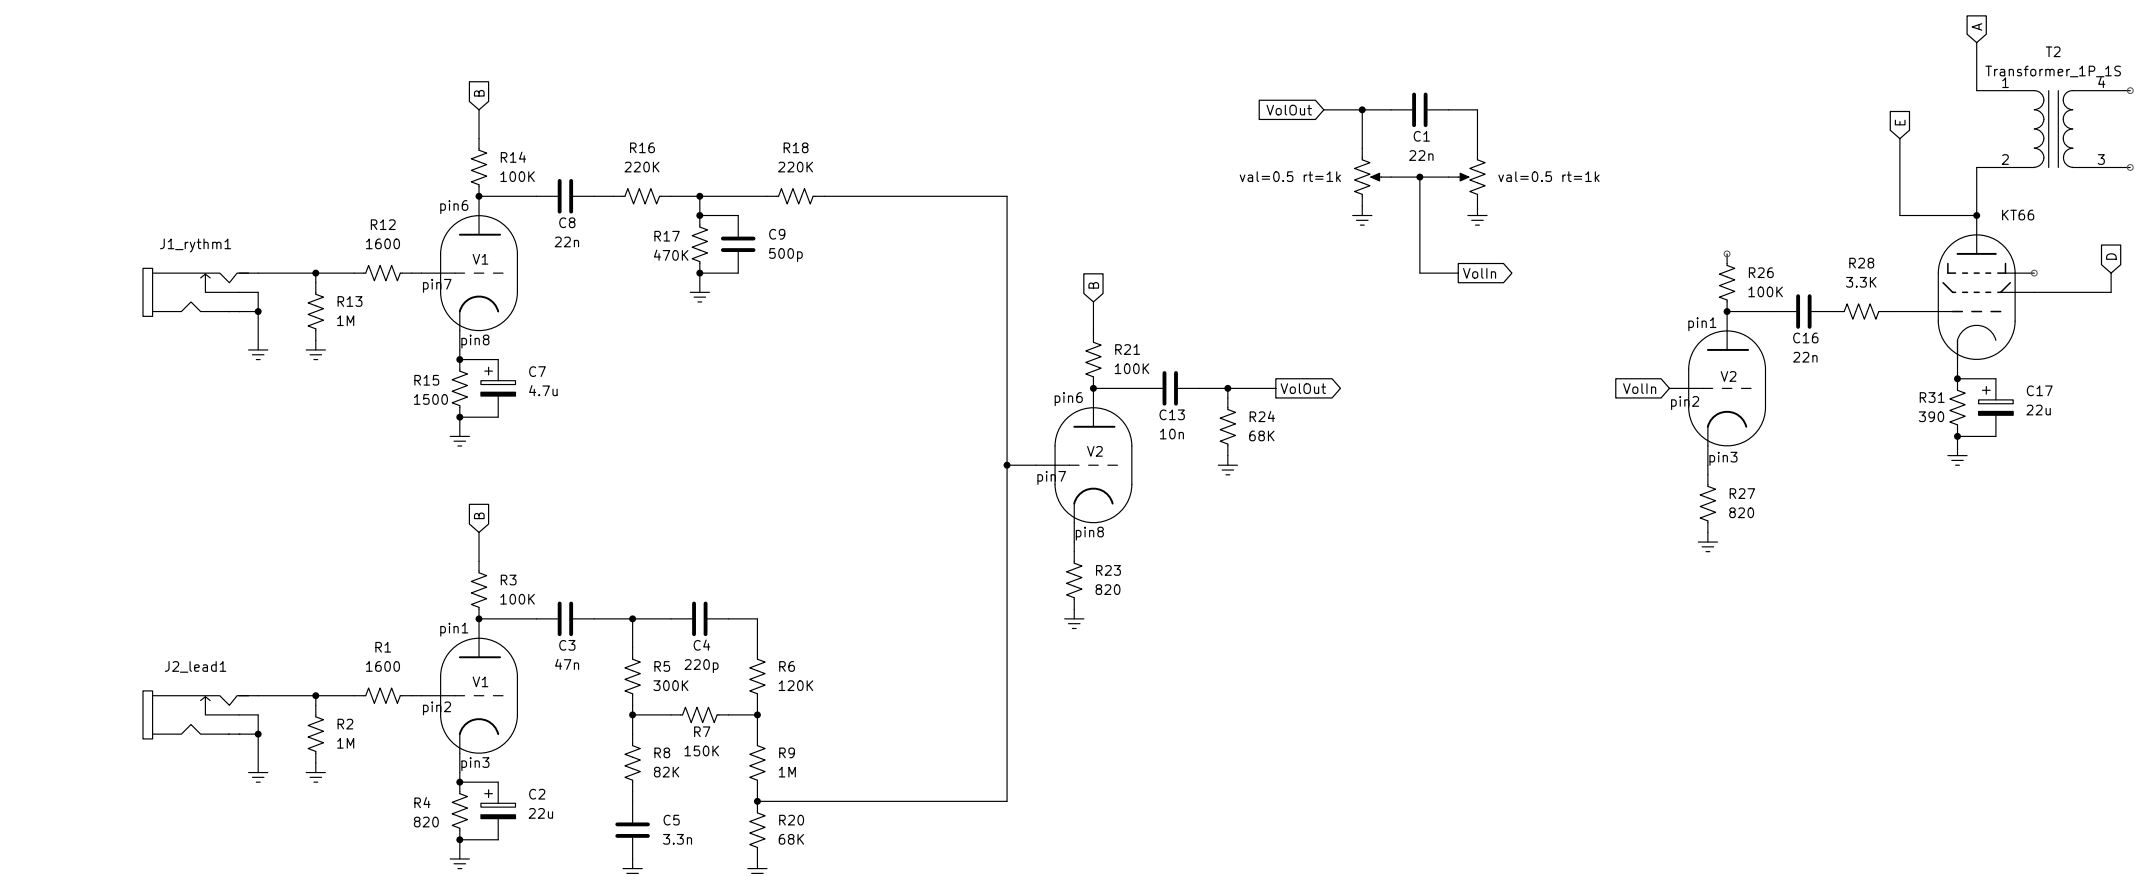 B
R14
100K
pin6
C8
22n
R16
220K
R18
220K
R17
470K
C9
500p
J1_rythm1
R12
1600
R13
1M
V1
pin7
pin8
R15
1500
+
C7
4.7u
B
R3
100K
pin1
C3
47n
C4
220p
R5
300K
R6
120K
R7
150K
R8
82K
R9
1M
C5
3.3n
R20
68K
J2_lead1
R1
1600
R2
1M
V1
pin2
pin3
R4
820
+
C2
22u
B
R21
100K
pin6
C13
10n
VolOut
R24
68K
V2
pin7
pin8
R23
820
VolOut
C1
22n
val=0.5 rt=1k
val=0.5 rt=1k
VolIn
R26
100K
pin1
C16
22n
R28
3.3K
VolIn
V2
pin2
pin3
R27
820
A
T2
Transformer_1P_1S
1
4
2
3
E
KT66
D
R31
390
+
C17
22u